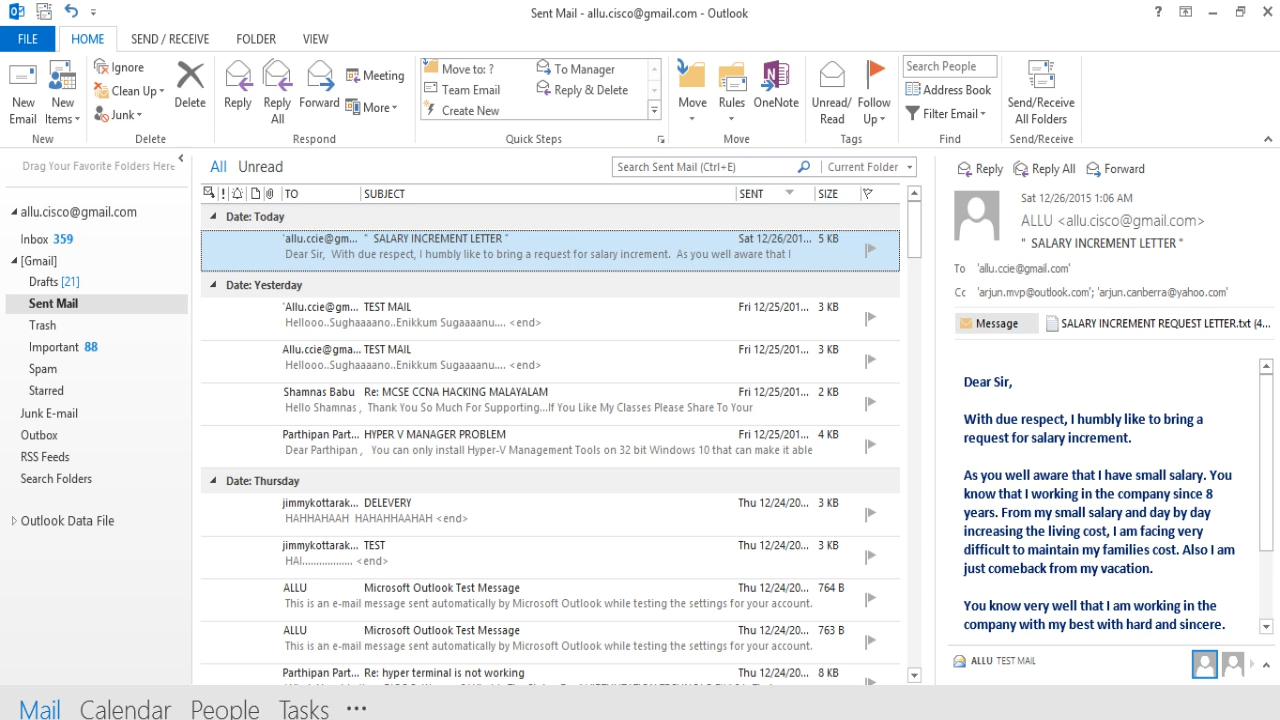 Sent Mail - allu.cisco@gmail.com - Outlook
?
FILE HOME SEND / RECEIVE FOLDER VIEW
New Email
New Items
New
Ignore
Clean Up
Junk
Delete
Delete
Reply
Reply All
Forward
Meeting
More
Respond
Move to: ?
Team Email
Create New
To Manager
Reply & Delete
Quick Steps
Move
Rules
OneNote
Move
Unread/ Read
Follow Up
Tags
Search People
Address Book
Filter Email
Find
Send/Receive All Folders
Send/Receive
Drag Your Favorite Folders Here
allu.cisco@gmail.com
Inbox 359
[Gmail]
Drafts [21]
Sent Mail
Trash
Important 88
Spam
Starred
Junk E-mail
Outbox
RSS Feeds
Search Folders
Outlook Data File
All Unread
Search Sent Mail (Ctrl+E)
Current Folder
! TO SUBJECT SENT SIZE
Date: Today
'allu.ccie@gm... " SALARY INCREMENT LETTER " Sat 12/26/201... 5 KB
Dear Sir, With due respect, I humbly like to bring a request for salary increment. As you well aware that I
Date: Yesterday
'Allu.ccie@gm... TEST MAIL Fri 12/25/201... 3 KB
Hellooo..Sughaaaano..Enikkum Sugaaaanu.... <end>
Allu.ccie@gma... TEST MAIL Fri 12/25/201... 3 KB
Hellooo..Sughaaaano..Enikkum Sugaaaanu.... <end>
Shamnas Babu Re: MCSE CCNA HACKING MALAYALAM Fri 12/25/201... 2 KB
Hello Shamnas , Thank You So Much For Supporting...If You Like My Classes Please Share To Your
Parthipan Part... HYPER V MANAGER PROBLEM Fri 12/25/201... 4 KB
Dear Parthipan , You can only install Hyper-V Management Tools on 32 bit Windows 10 that can make it able
Date: Thursday
jimmykottarak... DELEVERY Thu 12/24/20... 3 KB
HAHHAHAAH HAHAHHAAHAH <end>
jimmykottarak... TEST Thu 12/24/20... 3 KB
HAI.................. <end>
ALLU Microsoft Outlook Test Message Thu 12/24/20... 764 B
This is an e-mail message sent automatically by Microsoft Outlook while testing the settings for your account.
ALLU Microsoft Outlook Test Message Thu 12/24/20... 763 B
This is an e-mail message sent automatically by Microsoft Outlook while testing the settings for your account.
Parthipan Part... Re: hyper terminal is not working Thu 12/24/20... 8 KB
Reply Reply All Forward
Sat 12/26/2015 1:06 AM
ALLU <allu.cisco@gmail.com>
" SALARY INCREMENT LETTER "
To 'allu.ccie@gmail.com'
Cc 'arjun.mvp@outlook.com'; 'arjun.canberra@yahoo.com'
Message SALARY INCREMENT REQUEST LETTER.txt (4...
Dear Sir,
With due respect, I humbly like to bring a
request for salary increment.
As you well aware that I have small salary. You
know that I working in the company since 8
years. From my small salary and day by day
increasing the living cost, I am facing very
difficult to maintain my families cost. Also I am
just comeback from my vacation.
You know very well that I am working in the
company with my best with hard and sincere.
ALLU TEST MAIL
Mail Calendar People Tasks •••